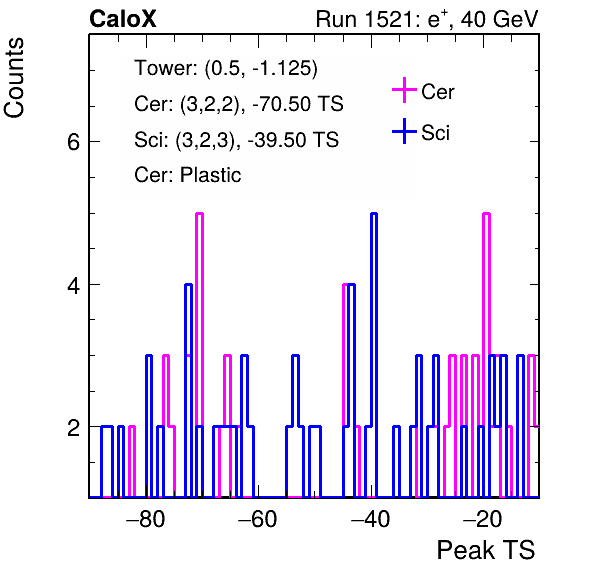 CaloX Run 1521: e⁺, 40 GeV
Counts
Tower: (0.5, -1.125)
Cer: (3,2,2), -70.50 TS
Sci: (3,2,3), -39.50 TS
Cer: Plastic
Cer
Sci
6
4
2
−80 −60 −40 −20
Peak TS